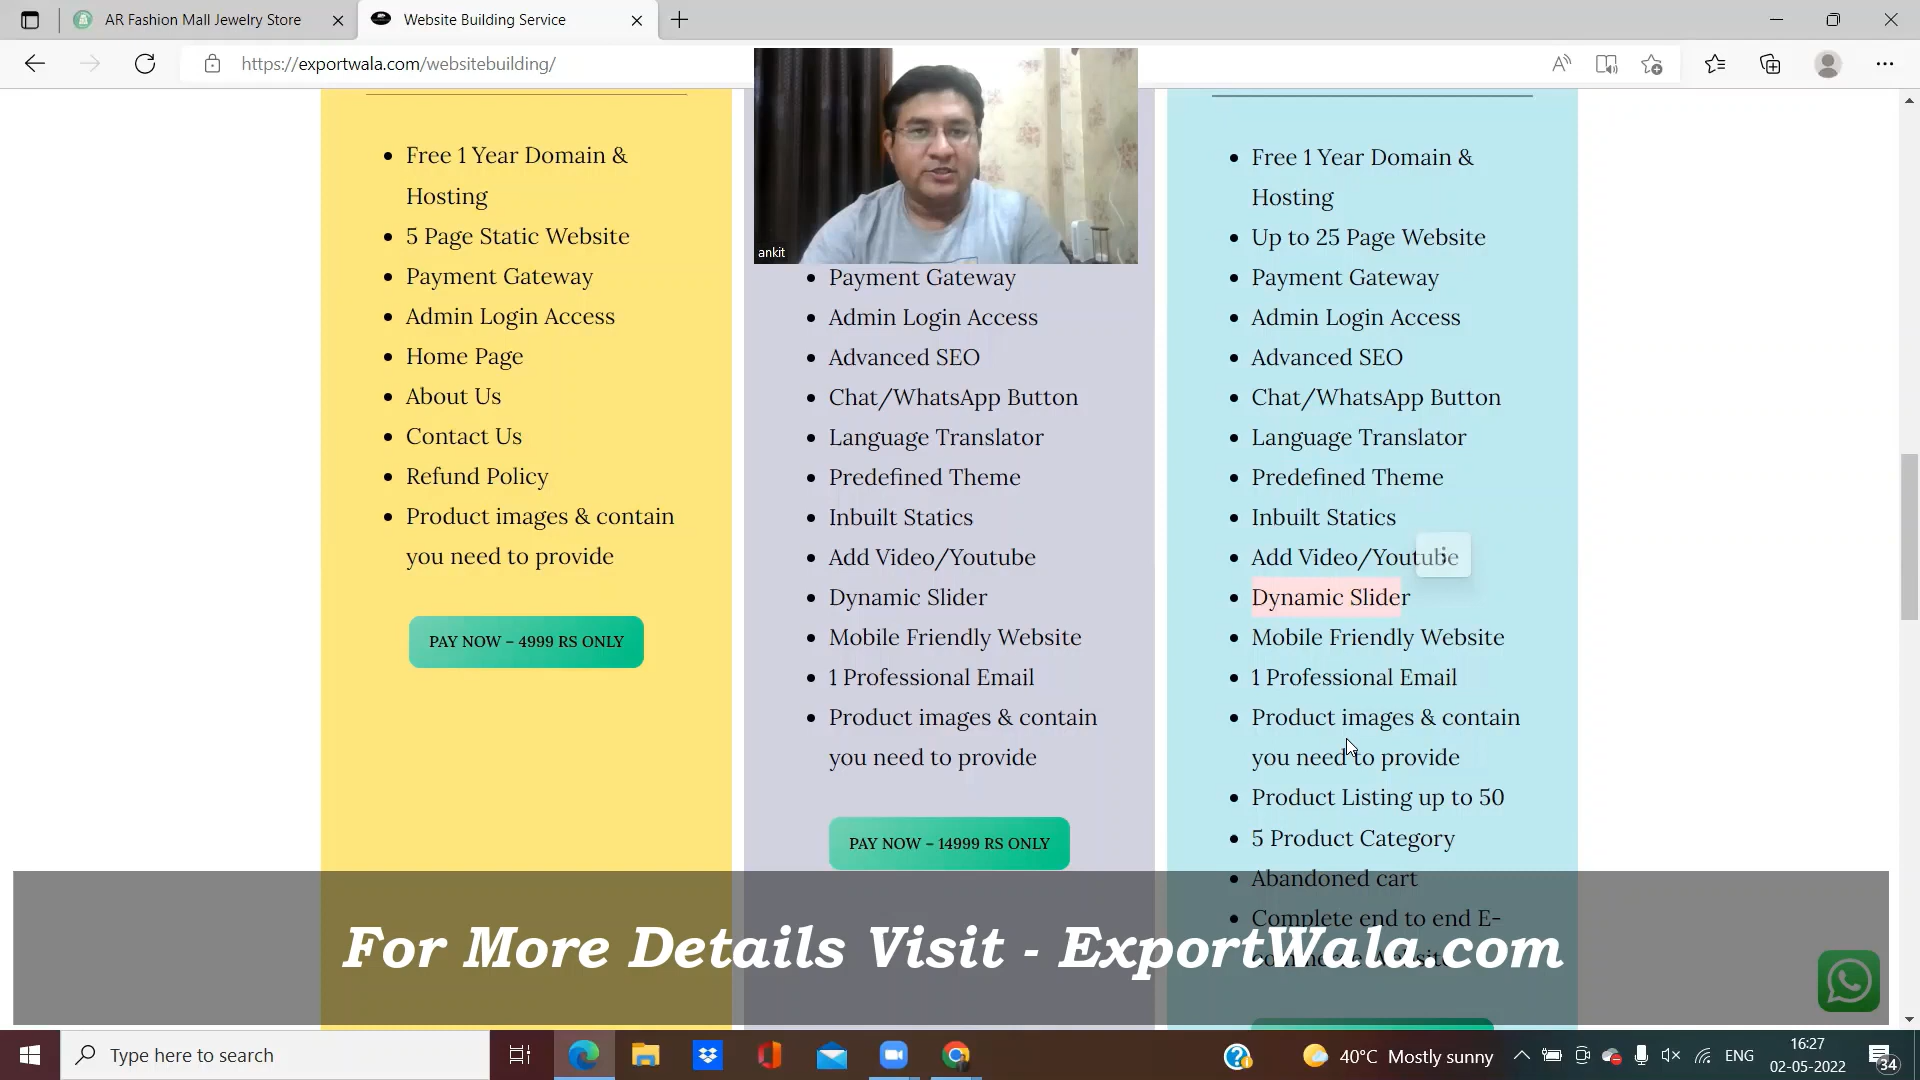 AR Fashion Mall Jewelry Store
Website Building Service
https://exportwala.com/websitebuilding/
ankit
Free 1 Year Domain &
Hosting
5 Page Static Website
Payment Gateway
Admin Login Access
Home Page
About Us
Contact Us
Refund Policy
Product images & contain
you need to provide
PAY NOW – 4999 RS ONLY
Payment Gateway
Admin Login Access
Advanced SEO
Chat/WhatsApp Button
Language Translator
Predefined Theme
Inbuilt Statics
Add Video/Youtube
Dynamic Slider
Mobile Friendly Website
1 Professional Email
Product images & contain
you need to provide
PAY NOW – 14999 RS ONLY
Free 1 Year Domain &
Hosting
Up to 25 Page Website
Payment Gateway
Admin Login Access
Advanced SEO
Chat/WhatsApp Button
Language Translator
Predefined Theme
Inbuilt Statics
Add Video/Youtube
Dynamic Slider
Mobile Friendly Website
1 Professional Email
Product images & contain
you need to provide
Product Listing up to 50
5 Product Category
Abandoned cart
Complete end to end E-
For More Details Visit - ExportWala.com
Type here to search
40°C Mostly sunny
ENG
16:27
02-05-2022
34